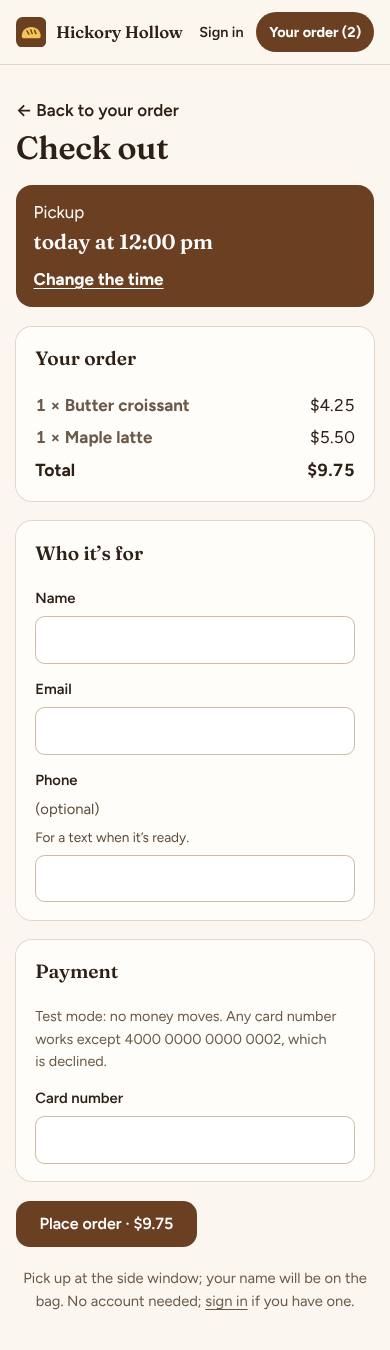 Hickory Hollow
Sign in
Your order (2)
← Back to your order
Check out
Pickup
today at 12:00 pm
Change the time
Your order
1 × Butter croissant $4.25
1 × Maple latte $5.50
Total $9.75
Who it’s for
Name
Email
Phone
(optional)
For a text when it’s ready.
Payment
Test mode: no money moves. Any card number
works except 4000 0000 0000 0002, which
is declined.
Card number
Place order · $9.75
Pick up at the side window; your name will be on the
bag. No account needed; sign in if you have one.